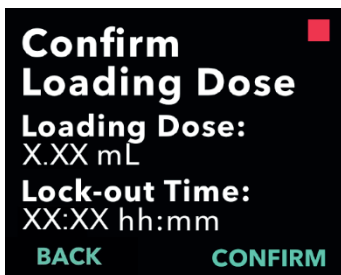 Confirm
Loading Dose
Loading Dose:
X.XX mL
Lock-out Time:
XX:XX hh:mm
BACK CONFIRM